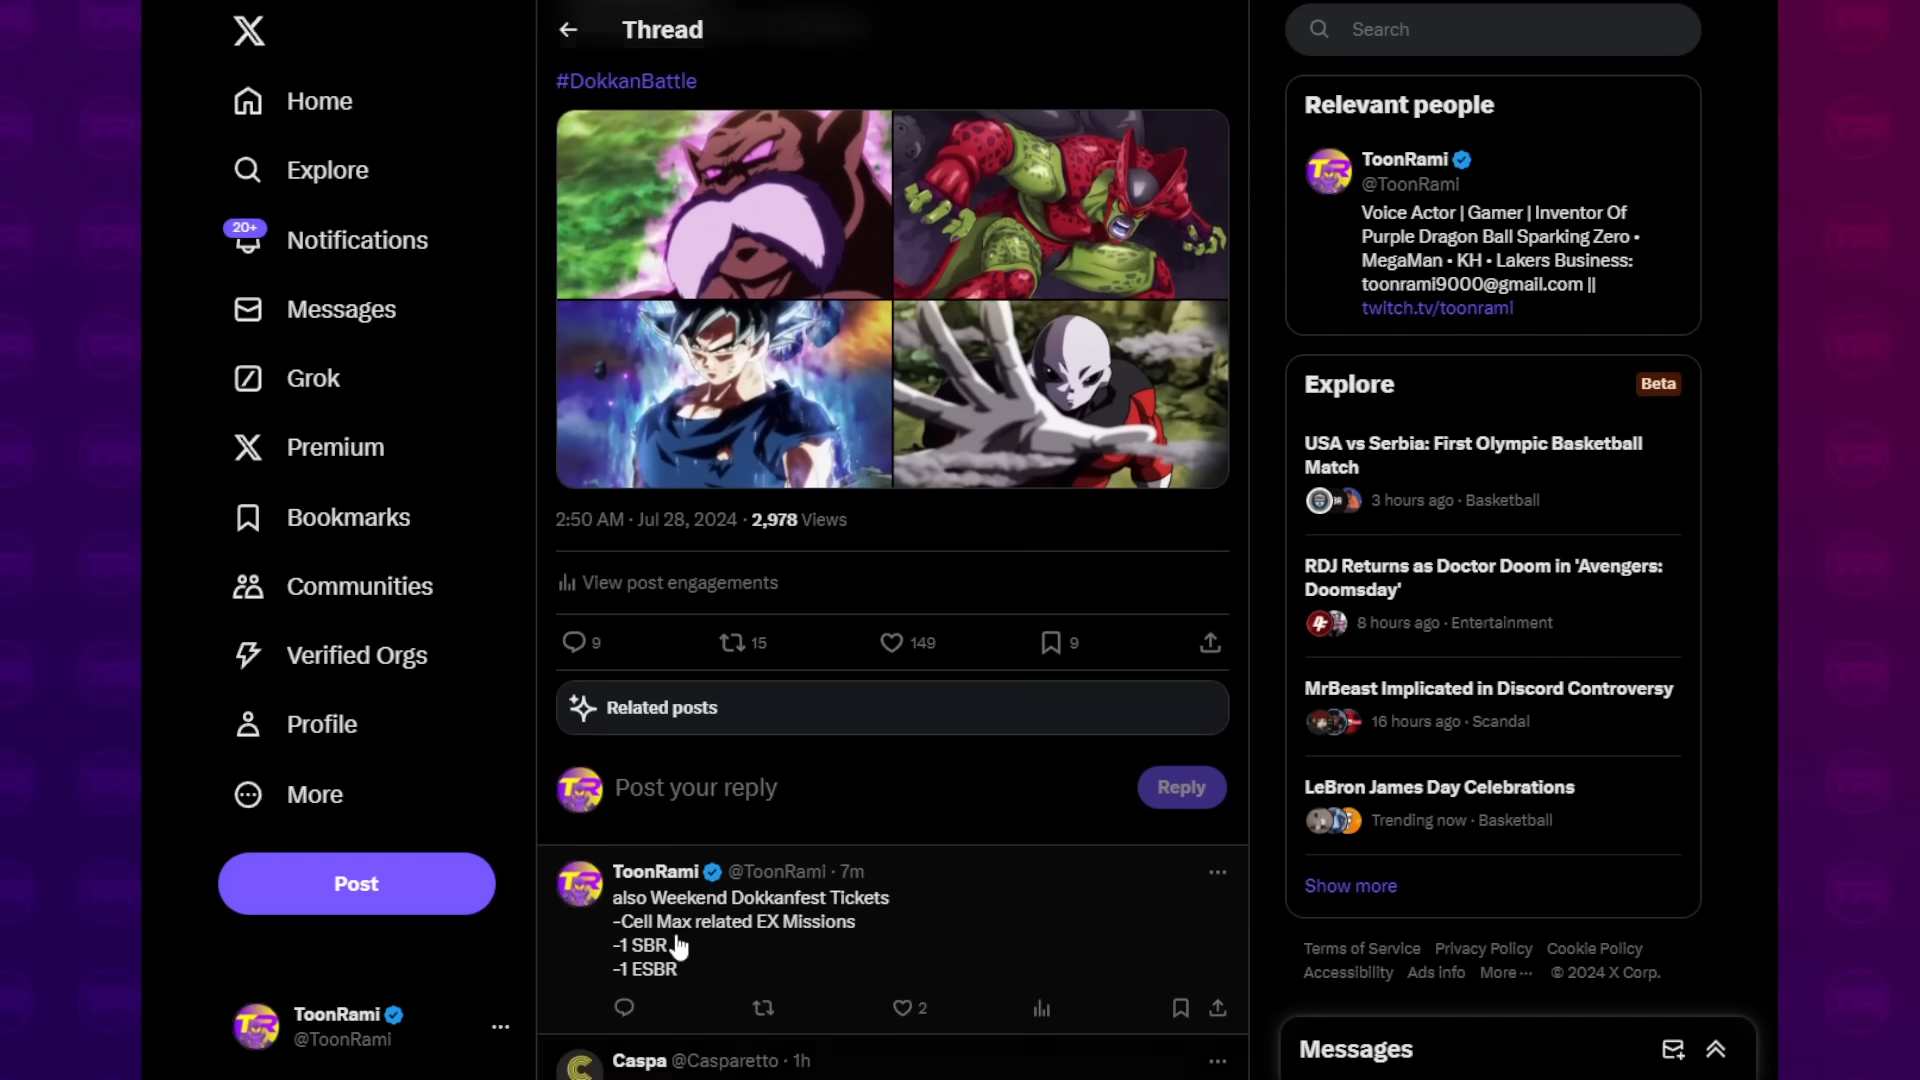 Home
Explore
20+
Notifications
Messages
Grok
Premium
Bookmarks
Communities
Verified Orgs
Profile
More
Post
ToonRami
@ToonRami
Thread
#DokkanBattle
2:50 AM · Jul 28, 2024 · 2,978 Views
View post engagements
9 15 149 9
Related posts
Post your reply
Reply
ToonRami @ToonRami · 7m
also Weekend Dokkanfest Tickets
-Cell Max related EX Missions
-1 SBR
-1 ESBR
2
Caspa @Casparetto · 1h
Search
Relevant people
ToonRami
@ToonRami
Voice Actor | Gamer | Inventor Of
Purple Dragon Ball Sparking Zero •
MegaMan • KH • Lakers Business:
toonrami9000@gmail.com ||
twitch.tv/toonrami
Explore
Beta
USA vs Serbia: First Olympic Basketball
Match
3 hours ago · Basketball
RDJ Returns as Doctor Doom in 'Avengers:
Doomsday'
8 hours ago · Entertainment
MrBeast Implicated in Discord Controversy
16 hours ago · Scandal
LeBron James Day Celebrations
Trending now · Basketball
Show more
Terms of Service Privacy Policy Cookie Policy
Accessibility Ads info More ··· © 2024 X Corp.
Messages